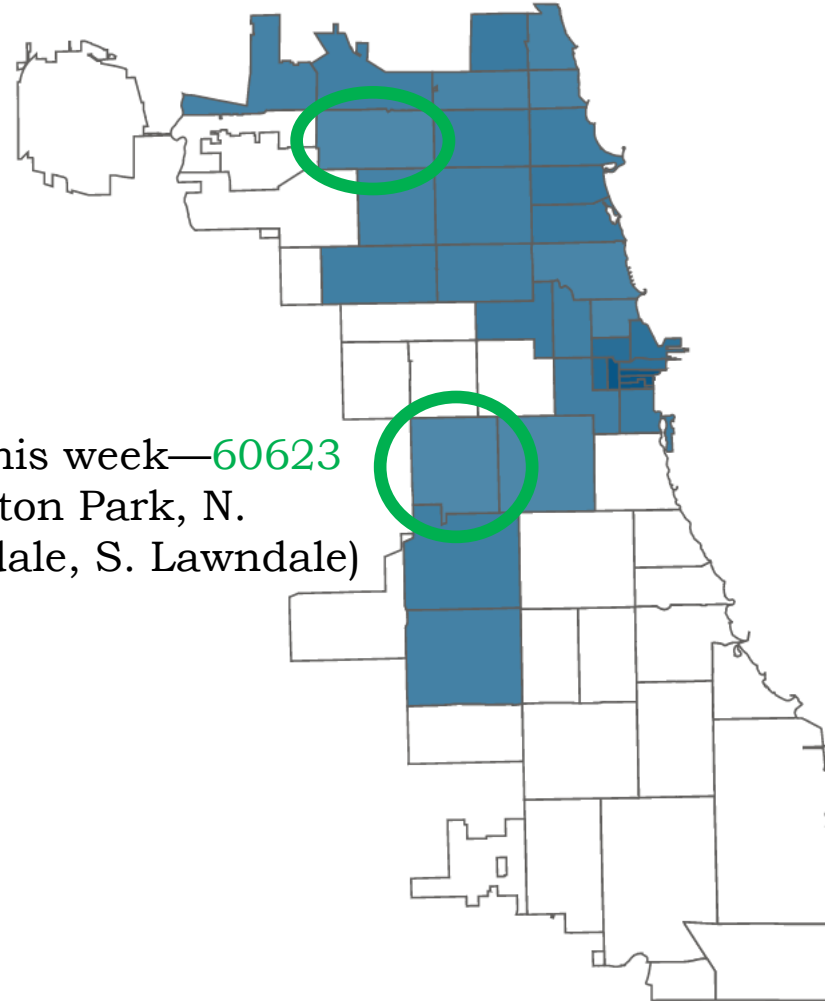 his week—60623
ton Park, N.
dale, S. Lawndale)